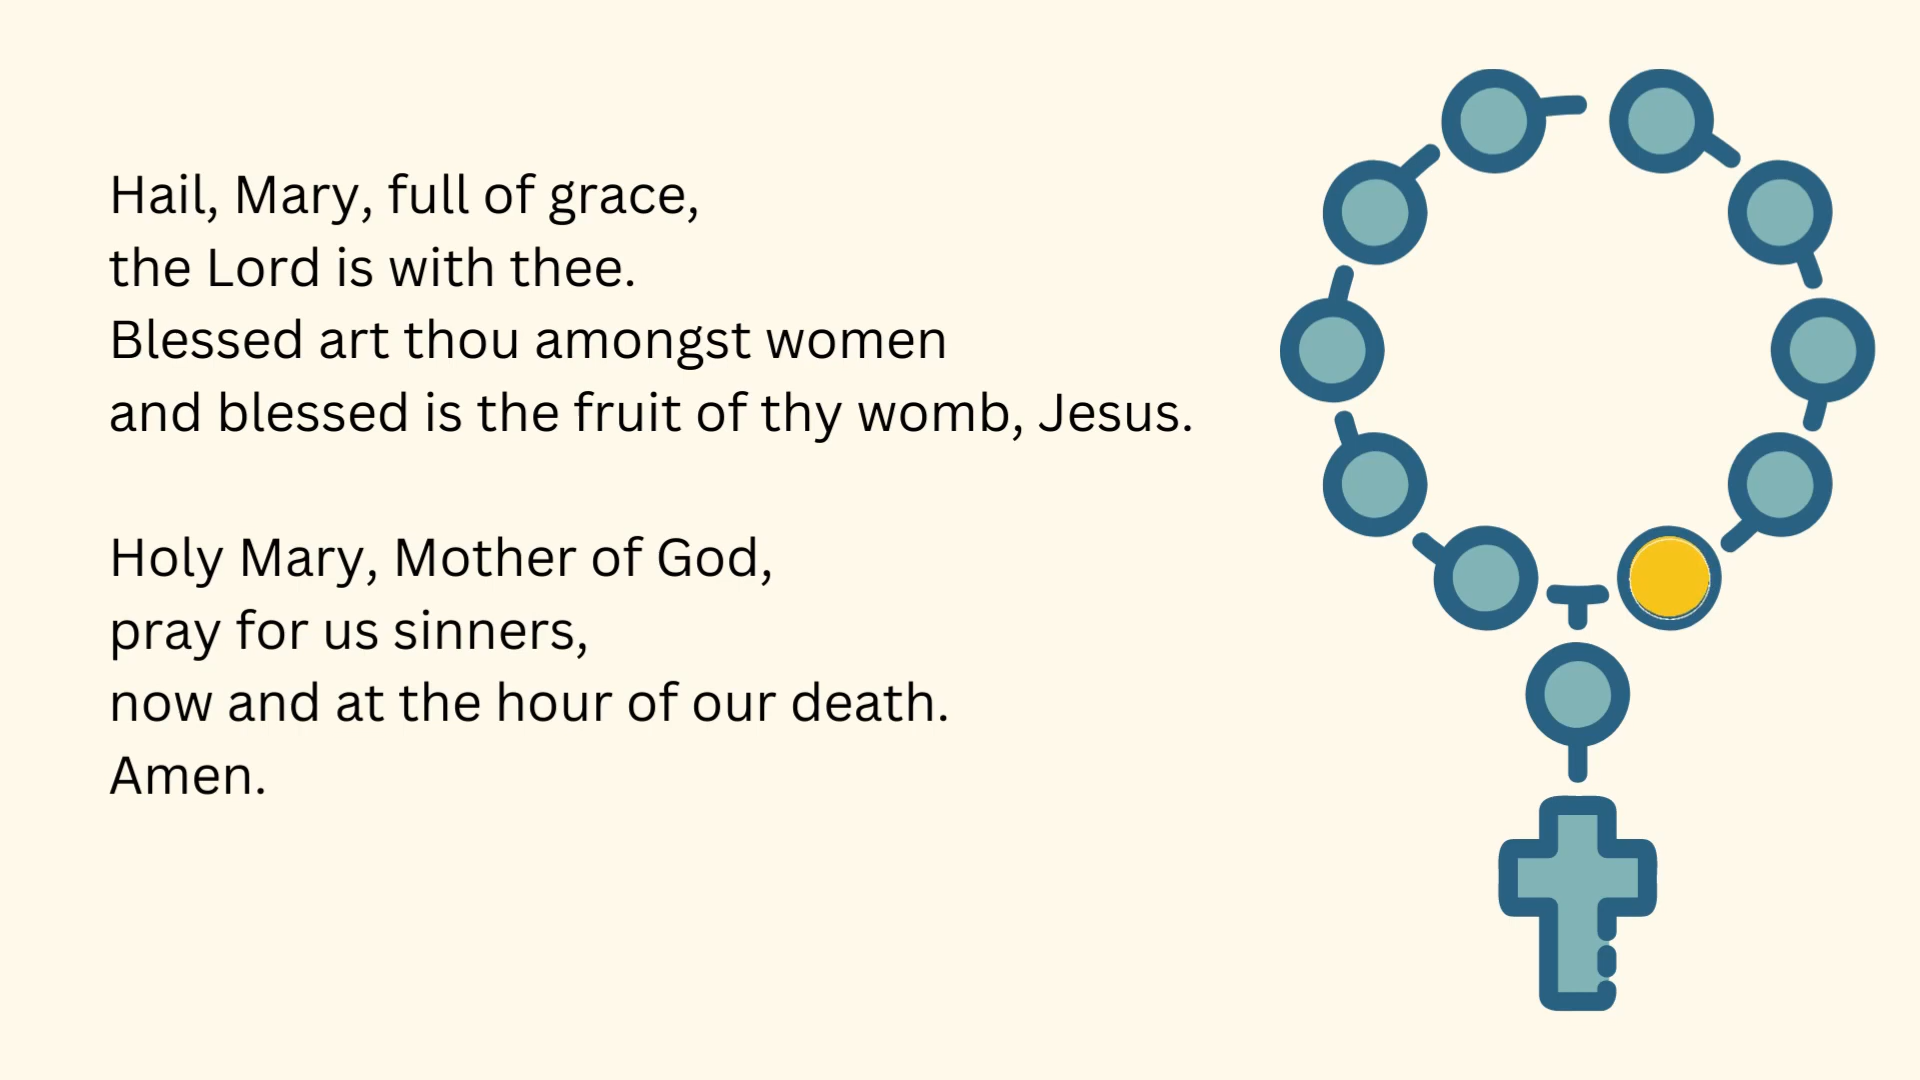 Hail, Mary, full of grace,
the Lord is with thee.
Blessed art thou amongst women
and blessed is the fruit of thy womb, Jesus.
Holy Mary, Mother of God,
pray for us sinners,
now and at the hour of our death.
Amen.